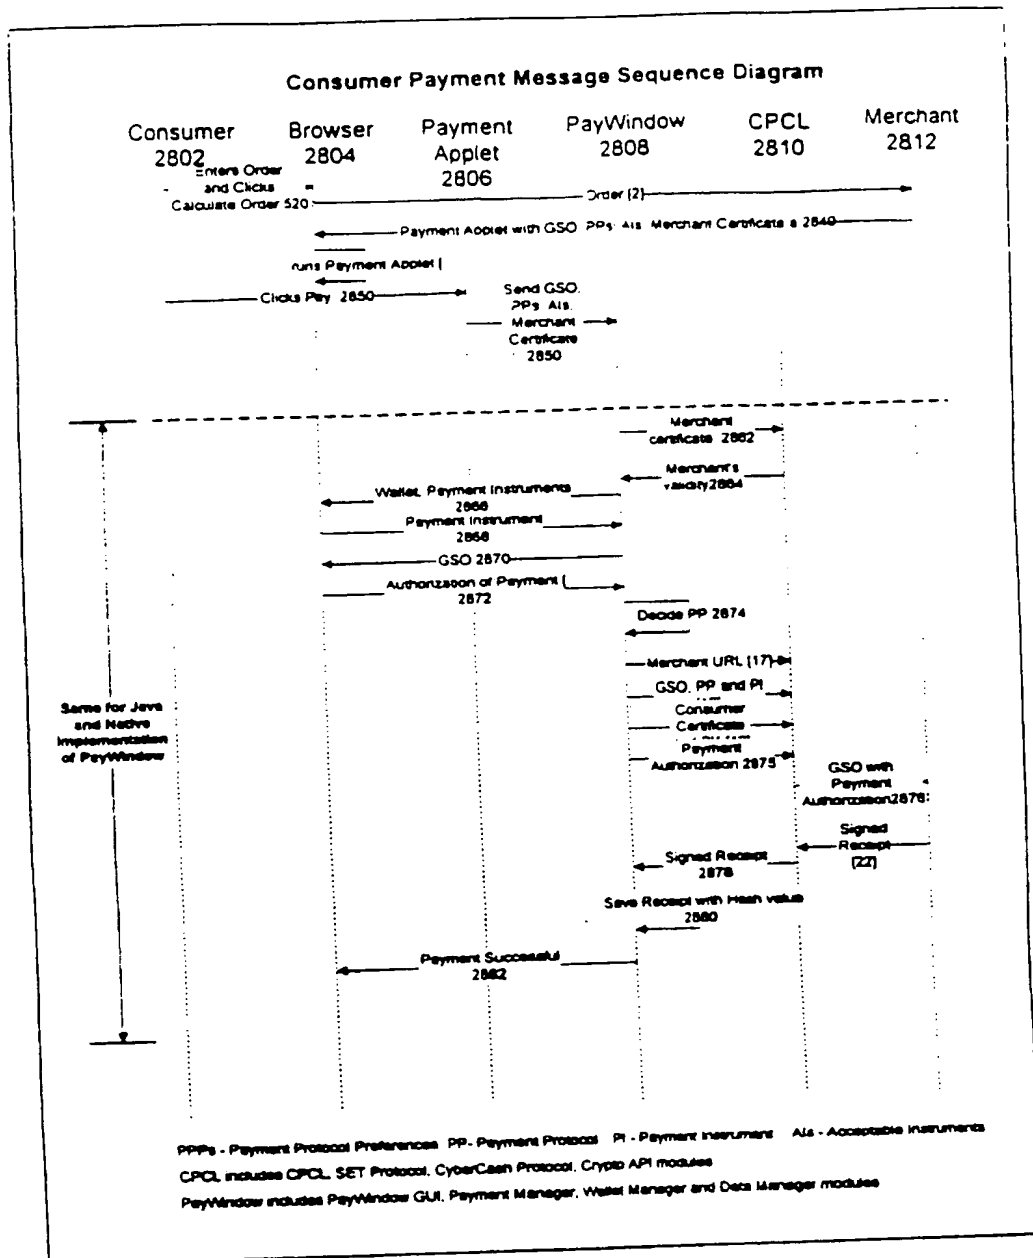 Consumer Payment Message Sequence Diagram
Consumer
2802
Browser
2804
Payment
Applet
2806
PayWindow
2808
CPCL
2810
Merchant
2812
Enters Order
and Clicks
Calculate Order 520
Order [2]
Payment Applet with GSO, PPs, AIs, Merchant Certificate a 2840
runs Payment Applet [
Clicks Pay 2850
Send GSO,
PPs, AIs,
Merchant
Certificate
2850
Merchant
certificate 2862
Merchant's
validity2864
Wallet, Payment Instruments
2866
Payment Instrument
2868
GSO 2870
Authorization of Payment [
2872
Decide PP 2874
Merchant URL [17]
GSO, PP and PI
Consumer
Certificate
Payment
Authorization 2875
GSO with
Payment
Authorization2876
Signed
Receipt
[22]
Signed Receipt
2878
Save Receipt with Hash value
2880
Payment Successful
2882
Same for Java
and Native
Implementation
of PayWindow
PPPs - Payment Protocol Preferences PP- Payment Protocol PI - Payment Instrument AIs - Acceptable Instruments
CPCL includes CPCL, SET Protocol, CyberCash Protocol, Crypto API modules
PayWindow includes PayWindow GUI, Payment Manager, Wallet Manager and Data Manager modules